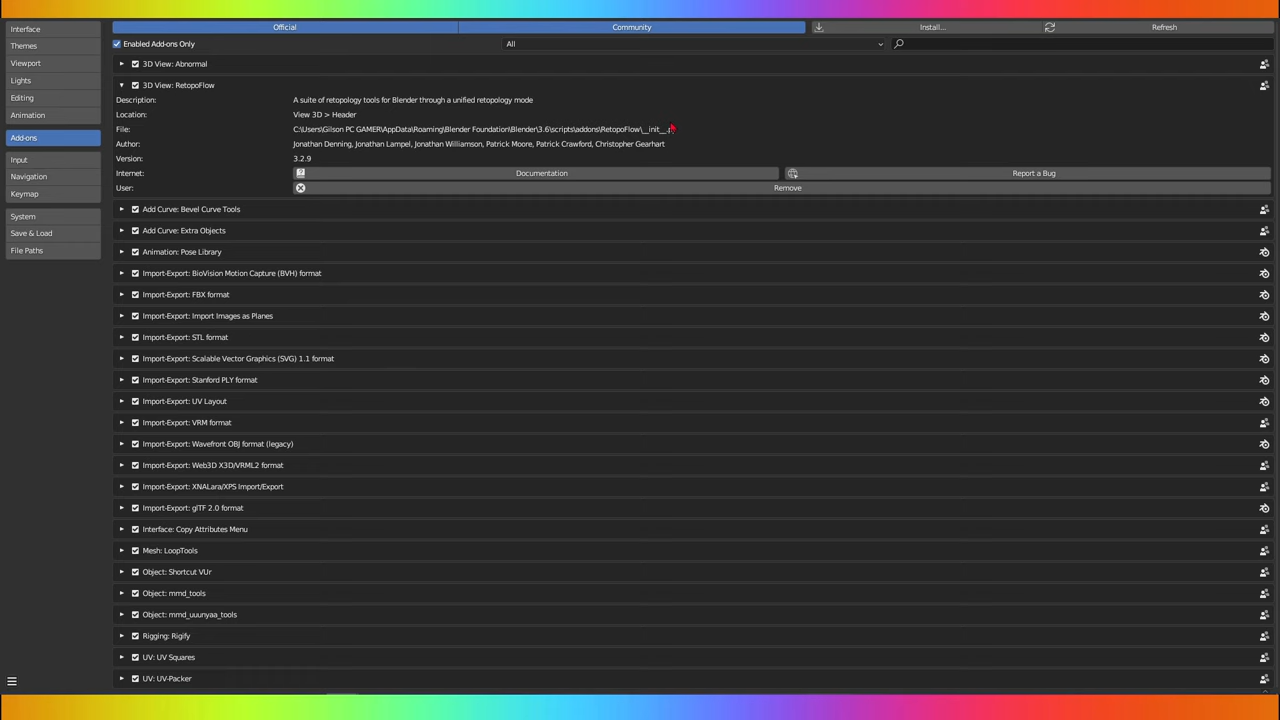 Official Community Install... Refresh
Interface
Themes
Viewport
Lights
Editing
Animation
Add-ons
Input
Navigation
Keymap
System
Save & Load
File Paths
Enabled Add-ons Only All
3D View: Abnormal
3D View: RetopoFlow
Description: A suite of retopology tools for Blender through a unified retopology mode
Location: View 3D > Header
File: C:\Users\Gilson PC GAMER\AppData\Roaming\Blender Foundation\Blender\3.6\scripts\addons\RetopoFlow\__init__.
Author: Jonathan Denning, Jonathan Lampel, Jonathan Williamson, Patrick Moore, Patrick Crawford, Christopher Gearhart
Version: 3.2.9
Internet: Documentation Report a Bug
User: Remove
Add Curve: Bevel Curve Tools
Add Curve: Extra Objects
Animation: Pose Library
Import-Export: BioVision Motion Capture (BVH) format
Import-Export: FBX format
Import-Export: Import Images as Planes
Import-Export: STL format
Import-Export: Scalable Vector Graphics (SVG) 1.1 format
Import-Export: Stanford PLY format
Import-Export: UV Layout
Import-Export: VRM format
Import-Export: Wavefront OBJ format (legacy)
Import-Export: Web3D X3D/VRML2 format
Import-Export: XNALara/XPS Import/Export
Import-Export: glTF 2.0 format
Interface: Copy Attributes Menu
Mesh: LoopTools
Object: Shortcut VUr
Object: mmd_tools
Object: mmd_uuunyaa_tools
Rigging: Rigify
UV: UV Squares
UV: UV-Packer